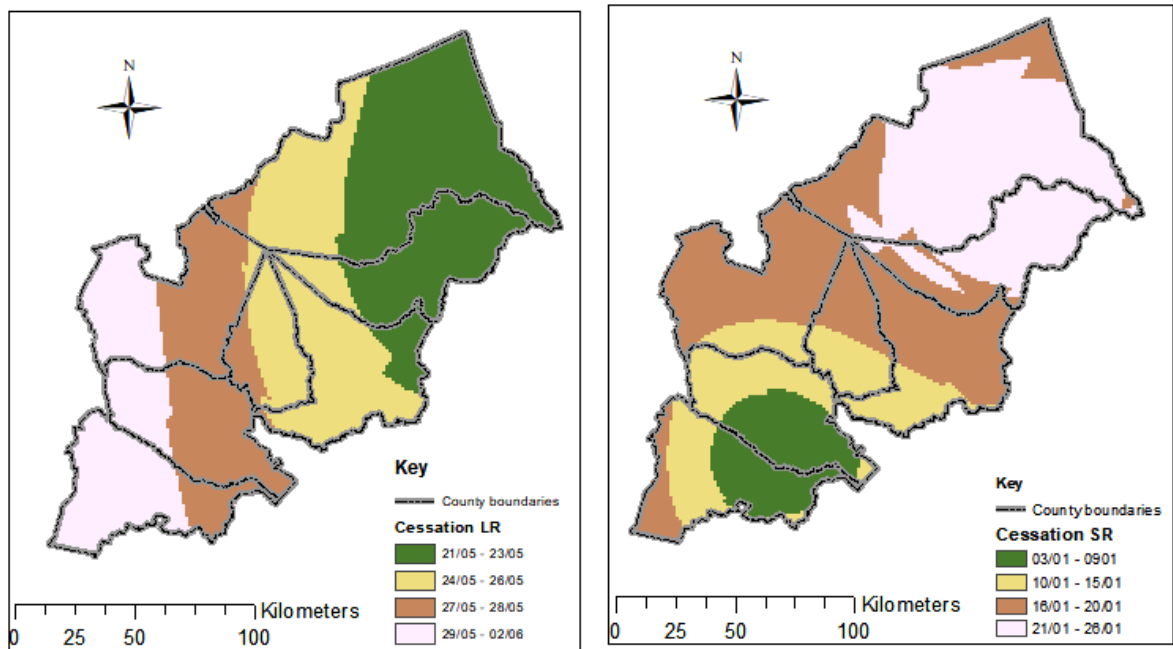 N
Key
County boundaries
Cessation LR
21/05 - 23/05
24/05 - 26/05
27/05 - 28/05
29/05 - 02/06
Kilometers
0 25 50 100
N
Key
County boundaries
Cessation SR
03/01 - 0901
10/01 - 15/01
16/01 - 20/01
21/01 - 26/01
Kilometers
0 25 50 100